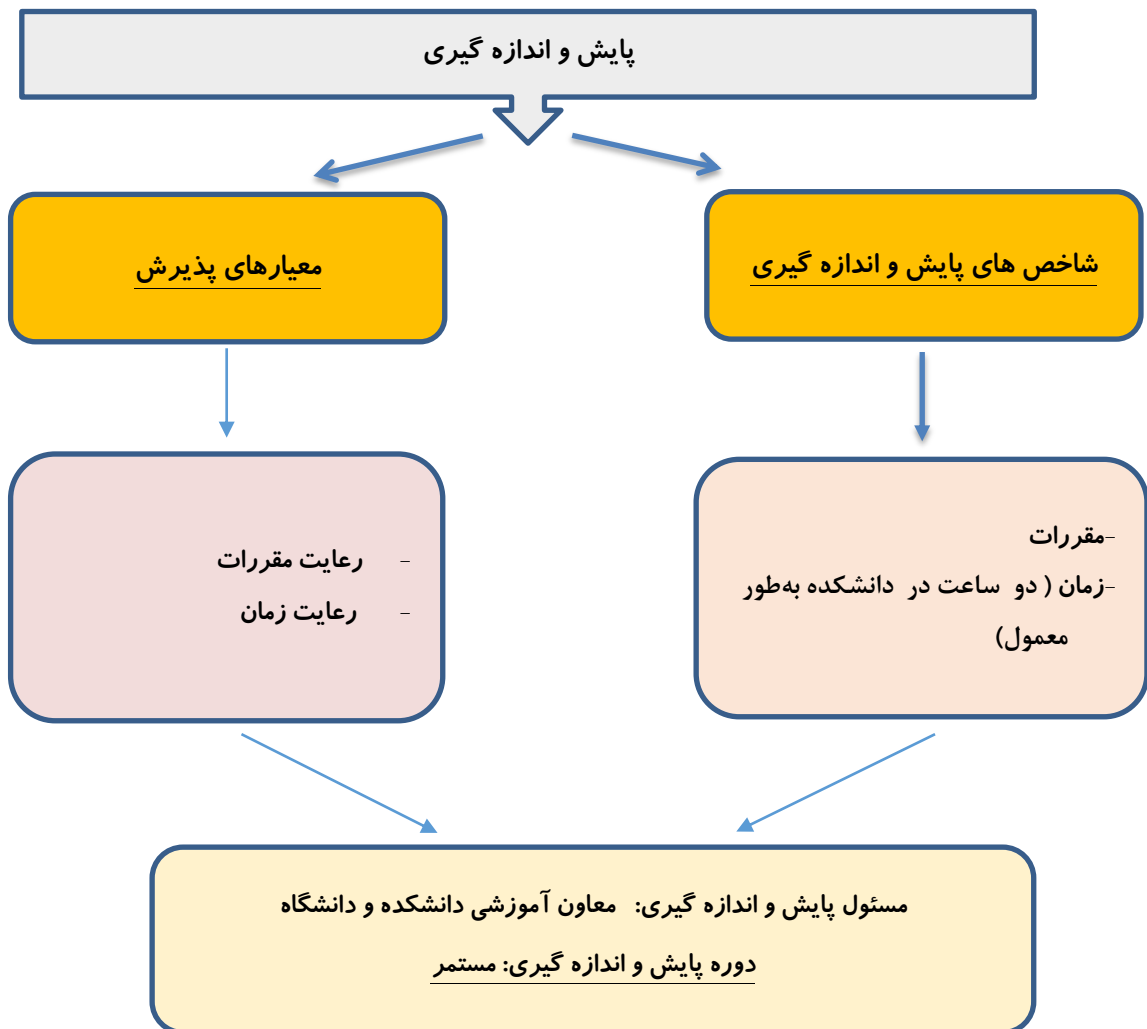 پایش و اندازه گیری
شاخص های پایش و اندازه گیری
معیارهای پذیرش
-مقررات
-زمان ( دو ساعت در دانشکده به‌طور
معمول)
- رعایت مقررات
- رعایت زمان
مسئول پایش و اندازه گیری: معاون آموزشی دانشکده و دانشگاه
دوره پایش و اندازه گیری: مستمر